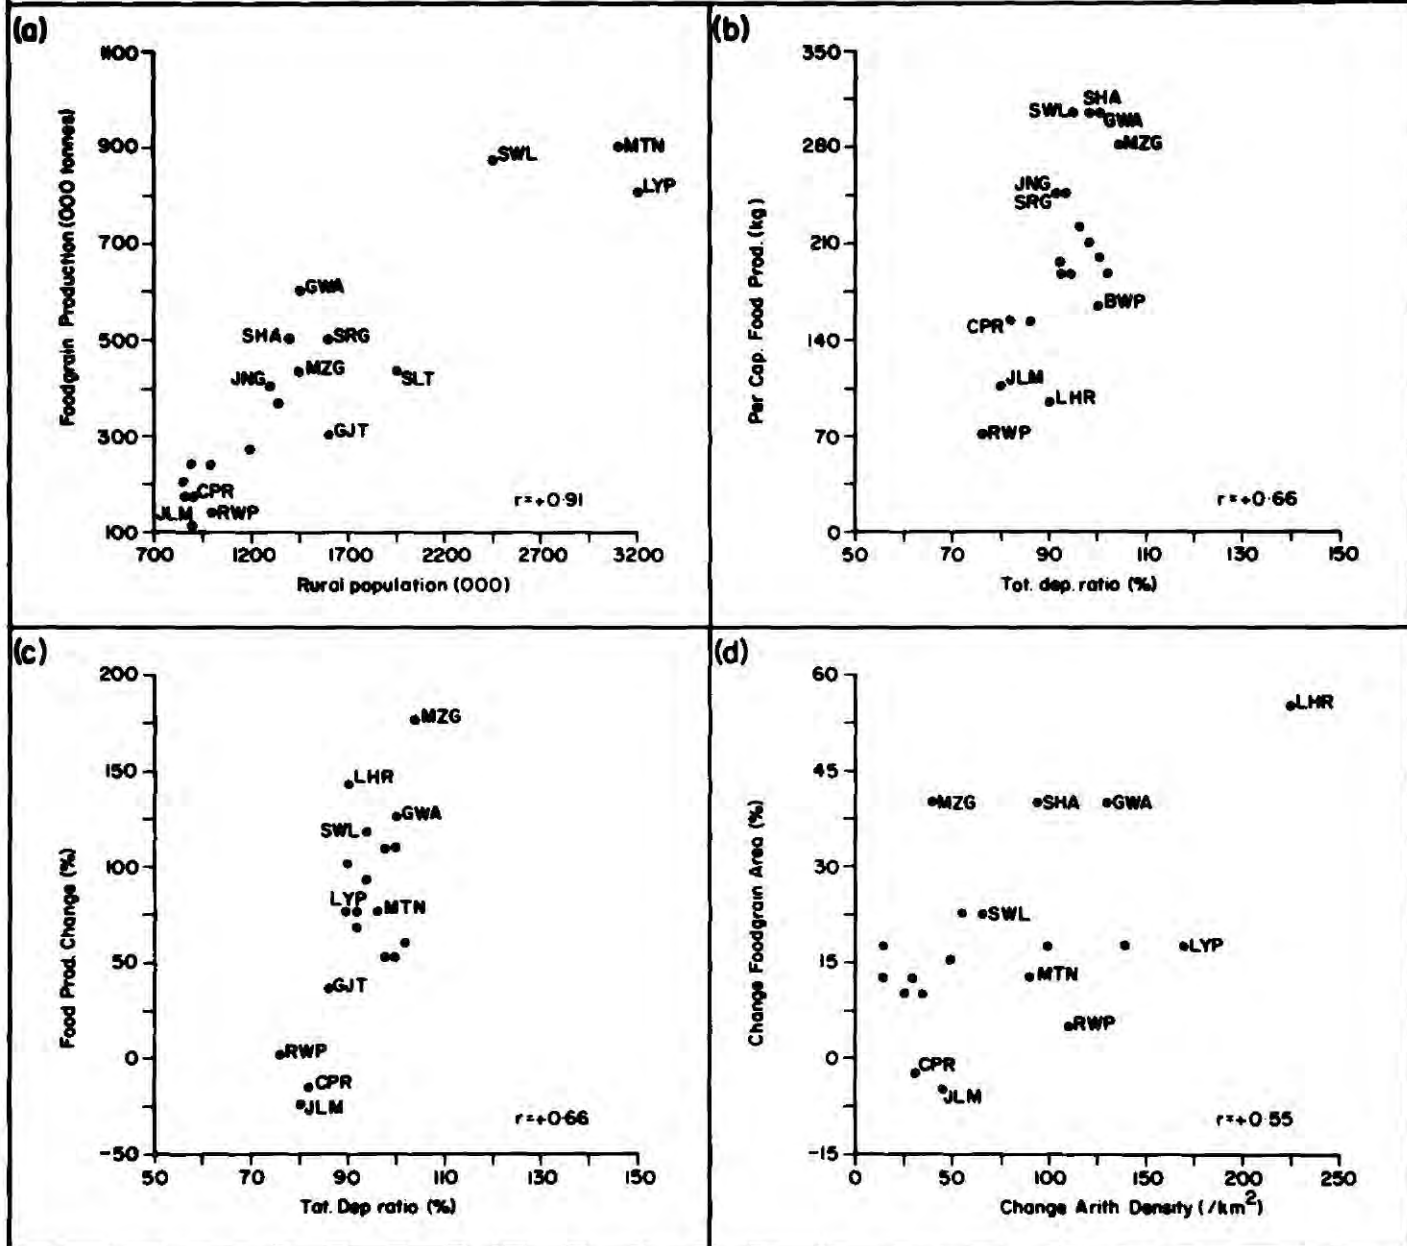 (a)
1100
900
700
500
300
100
Foodgrain Production (000 tonnes)
SWL
MTN
LYP
GWA
SHA
SRG
MZG
JNG
SLT
GJT
CPR
JLM
RWP
r=+0·91
700 1200 1700 2200 2700 3200
Rural population (000)
(b)
350
280
210
140
70
0
Per Cap. Food Prod. (kg)
SHA
SWL
GWA
MZG
JNG
SRG
BWP
CPR
JLM
LHR
RWP
r=+0·66
50 70 90 110 130 150
Tot. dep. ratio (%)
(c)
200
150
100
50
0
-50
Food Prod. Change (%)
MZG
LHR
GWA
SWL
LYP
MTN
GJT
RWP
CPR
JLM
r=+0·66
50 70 90 110 130 150
Tot. Dep ratio (%)
(d)
60
45
30
15
0
-15
Change Foodgrain Area (%)
LHR
MZG
SHA
GWA
SWL
LYP
MTN
RWP
CPR
JLM
r=+0·55
0 50 100 150 200 250
Change Arith Density (/km²)